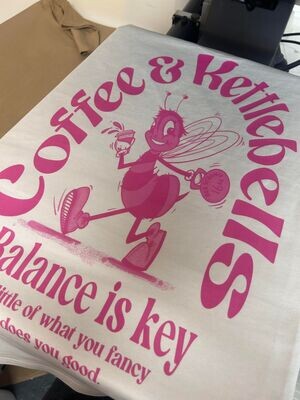 Coffee & Kettlebells
Balance is key
little of what you fancy
does you good.